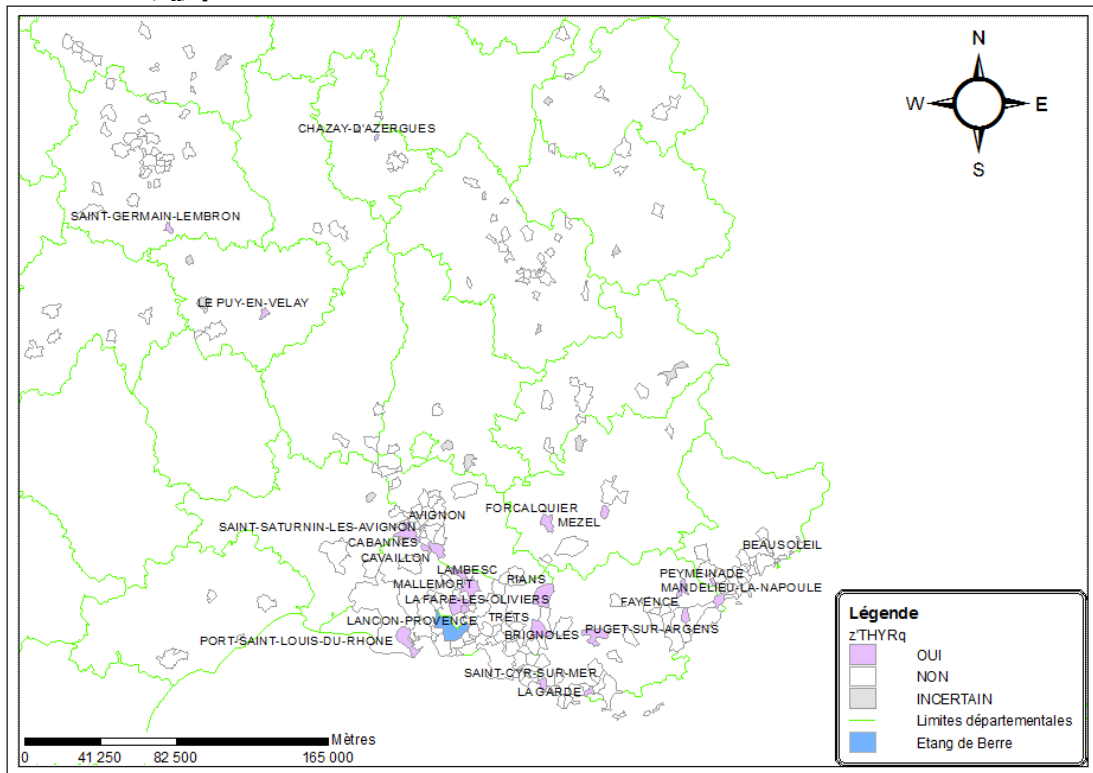 N
W
E
S
CHAZAY-D'AZERGUES
SAINT-GERMAIN-LEMBRON
LE PUY-EN-VELAY
FORCALQUIER
AVIGNON
MEZEL
SAINT-SATURNIN-LES-AVIGNON
CABANNES
BEAUSOLEIL
CAVAILLON
LAMBESC
PEYMEINADE
MALLEMORT
RIANS
MANDELIEU-LA-NAPOULE
LA FARE-LES-OLIVIERS
FAYENCE
LANCON-PROVENCE
TRETS
PORT-SAINT-LOUIS-DU-RHONE
BRIGNOLES
PUGET-SUR-ARGENS
SAINT-CYR-SUR-MER
LA GARDE
Légende
z'THYRq
OUI
NON
INCERTAIN
Limites départementales
Etang de Berre
Mètres
0 41 250 82 500 165 000